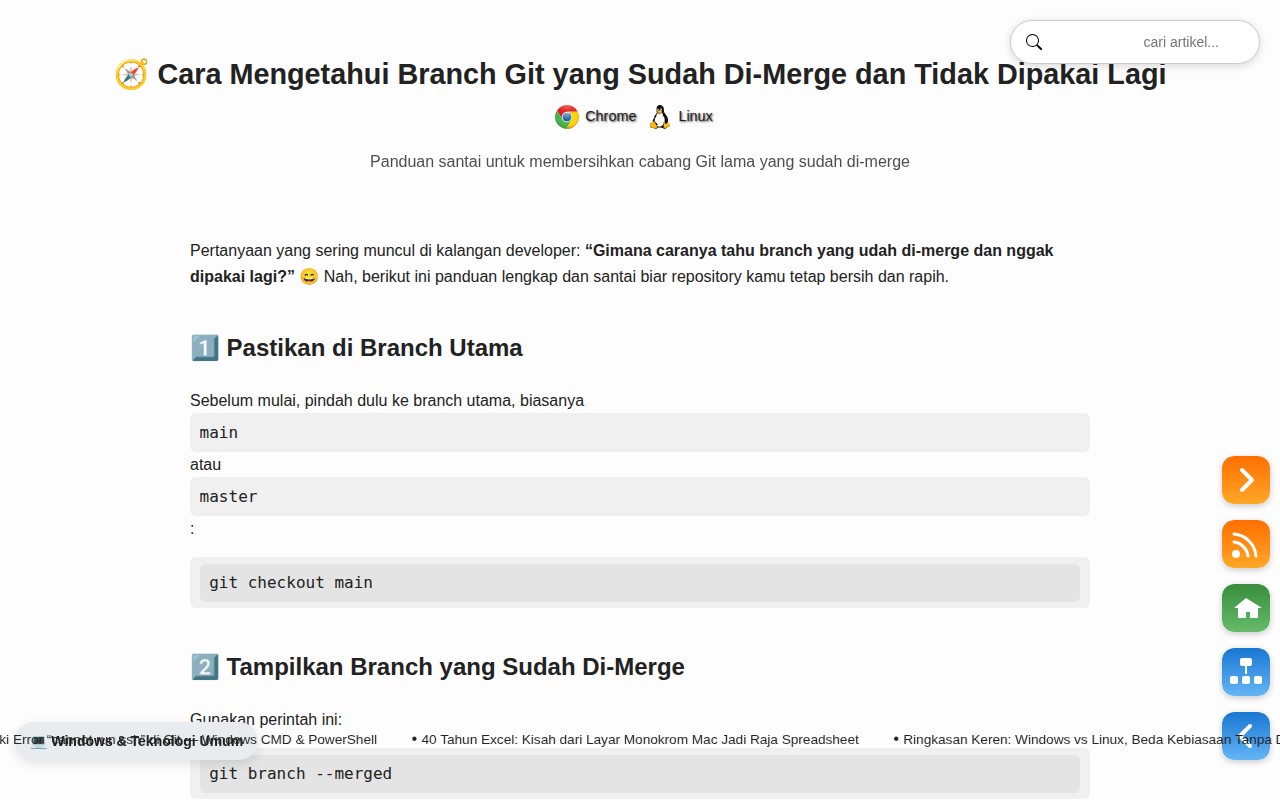 cari artikel...
🧭 Cara Mengetahui Branch Git yang Sudah Di-Merge dan Tidak Dipakai Lagi
Chrome Linux
Panduan santai untuk membersihkan cabang Git lama yang sudah di-merge
Pertanyaan yang sering muncul di kalangan developer: “Gimana caranya tahu branch yang udah di-merge dan nggak
dipakai lagi?” 😄 Nah, berikut ini panduan lengkap dan santai biar repository kamu tetap bersih dan rapih.
1️⃣ Pastikan di Branch Utama
Sebelum mulai, pindah dulu ke branch utama, biasanya
main
atau
master
:
git checkout main
2️⃣ Tampilkan Branch yang Sudah Di-Merge
Gunakan perintah ini:
💻 Windows & Teknologi Umum
Windows CMD & PowerShell • 40 Tahun Excel: Kisah dari Layar Monokrom Mac Jadi Raja Spreadsheet • Ringkasan Keren: Windows vs Linux, Beda Kebiasaan Tanpa
git branch --merged